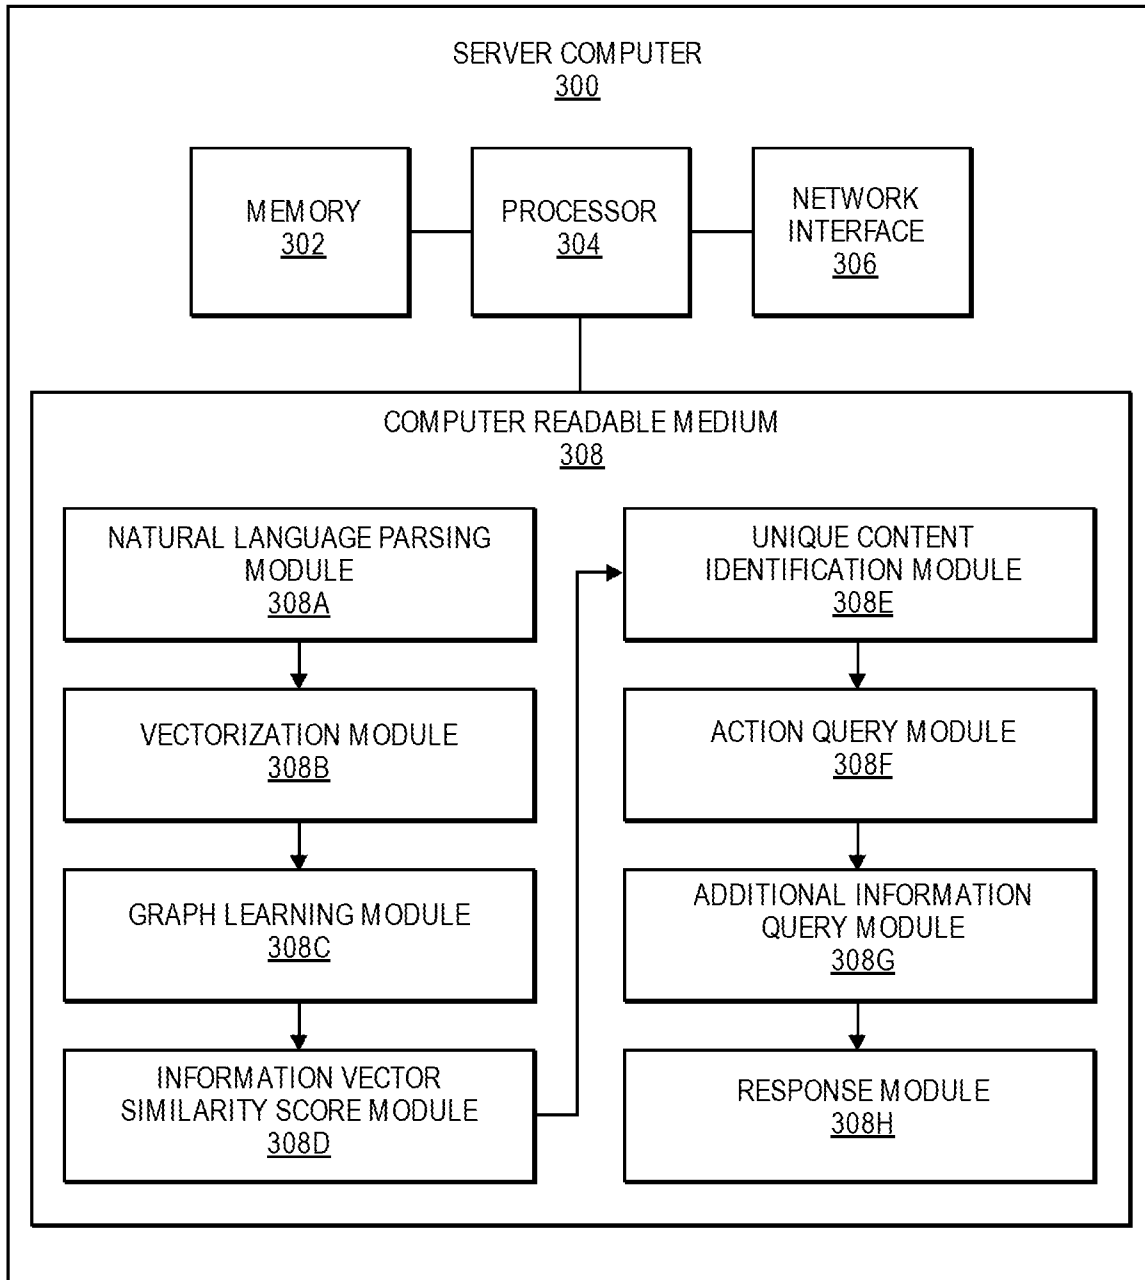 SERVER COMPUTER
300
MEMORY
302
PROCESSOR
304
NETWORK
INTERFACE
306
COMPUTER READABLE MEDIUM
308
NATURAL LANGUAGE PARSING
MODULE
308A
VECTORIZATION MODULE
308B
GRAPH LEARNING MODULE
308C
INFORMATION VECTOR
SIMILARITY SCORE MODULE
308D
UNIQUE CONTENT
IDENTIFICATION MODULE
308E
ACTION QUERY MODULE
308F
ADDITIONAL INFORMATION
QUERY MODULE
308G
RESPONSE MODULE
308H